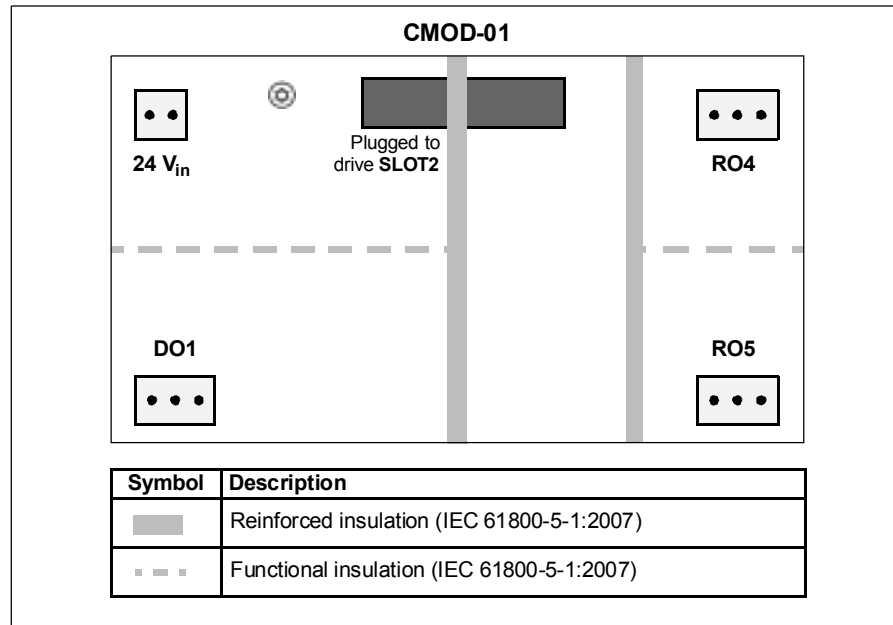 CMOD-01
24 Vin
Plugged to
drive SLOT2
RO4
DO1
RO5
Symbol Description
Reinforced insulation (IEC 61800-5-1:2007)
Functional insulation (IEC 61800-5-1:2007)